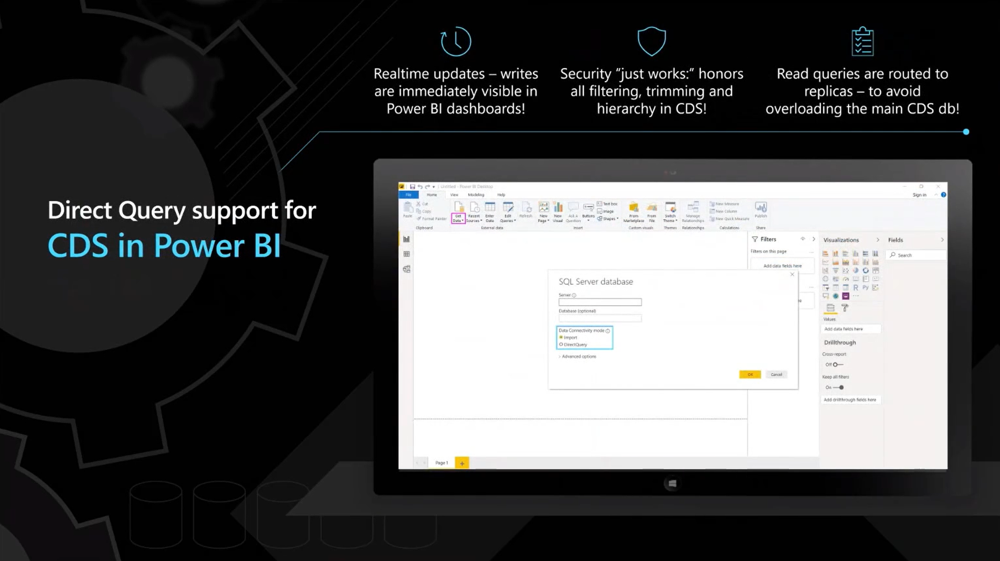 Realtime updates – writes
are immediately visible in
Power BI dashboards!
Security “just works:” honors
all filtering, trimming and
hierarchy in CDS!
Read queries are routed to
replicas – to avoid
overloading the main CDS db!
Direct Query support for
CDS in Power BI
Untitled - Power BI Desktop
File Home View Modeling Help
Sign in
Paste
Cut
Copy
Format Painter
Clipboard
Get
Data
Recent
Sources
Enter
Data
Edit
Queries
Refresh
External data
New
Page
New
Visual
Ask A
Question
Buttons
Text box
Image
Shapes
Insert
From
Marketplace
From
File
Custom visuals
Switch
Theme
Themes
Manage
Relationships
Relationships
New Measure
New Column
New Quick Measure
Calculations
Publish
Share
Filters
Filters on this page
Add data fields here
Visualizations
R Py
Values
Add data fields here
Drillthrough
Cross-report
Off
Keep all filters
On
Add drillthrough fields here
Fields
Search
SQL Server database
Server
Database (optional)
Data Connectivity mode
Import
DirectQuery
Advanced options
OK
Cancel
Page 1